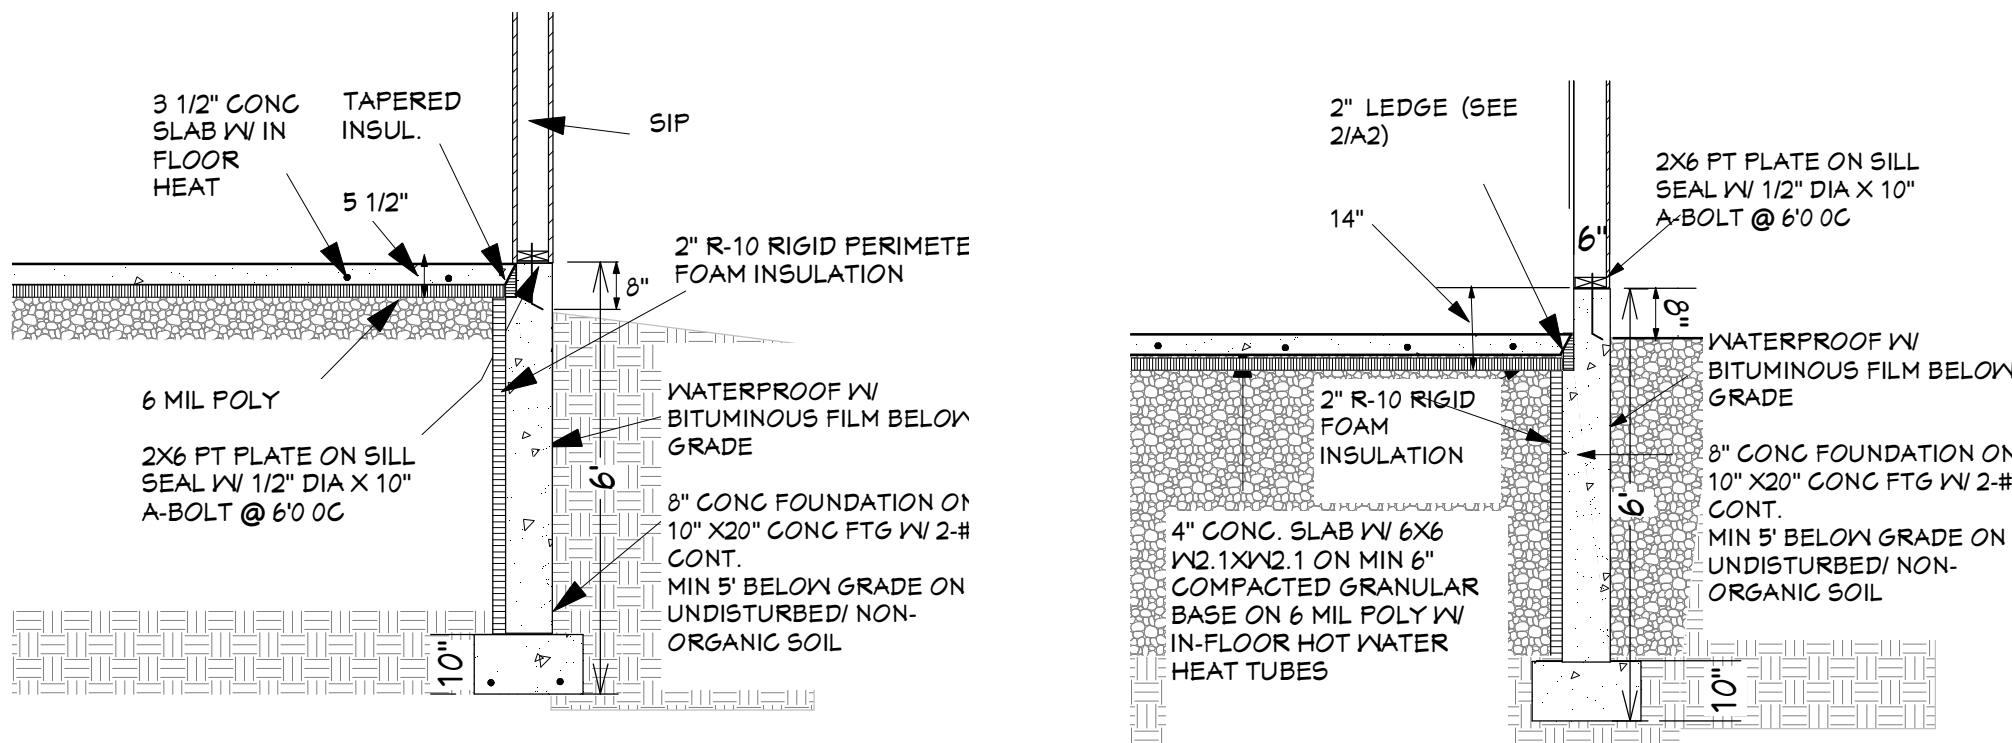 3 1/2" CONC
SLAB W/ IN
FLOOR
HEAT
TAPERED
INSUL.
5 1/2"
SIP
2" R-10 RIGID PERIMETE
FOAM INSULATION
8"
6 MIL POLY
2X6 PT PLATE ON SILL
SEAL W/ 1/2" DIA X 10"
A-BOLT @ 6'0 0C
WATERPROOF W/
BITUMINOUS FILM BELOW
GRADE
6'
8" CONC FOUNDATION ON
10" X20" CONC FTG W/ 2-#
CONT.
MIN 5' BELOW GRADE ON
UNDISTURBED/ NON-
ORGANIC SOIL
10"
2" LEDGE (SEE
2/A2)
14"
2X6 PT PLATE ON SILL
SEAL W/ 1/2" DIA X 10"
A-BOLT @ 6'0 0C
6"
8"
WATERPROOF W/
BITUMINOUS FILM BELOW
GRADE
2" R-10 RIGID
FOAM
INSULATION
8" CONC FOUNDATION ON
10" X20" CONC FTG W/ 2-#
CONT.
MIN 5' BELOW GRADE ON
UNDISTURBED/ NON-
ORGANIC SOIL
6'
4" CONC. SLAB W/ 6X6
W2.1XW2.1 ON MIN 6"
COMPACTED GRANULAR
BASE ON 6 MIL POLY W/
IN-FLOOR HOT WATER
HEAT TUBES
10"